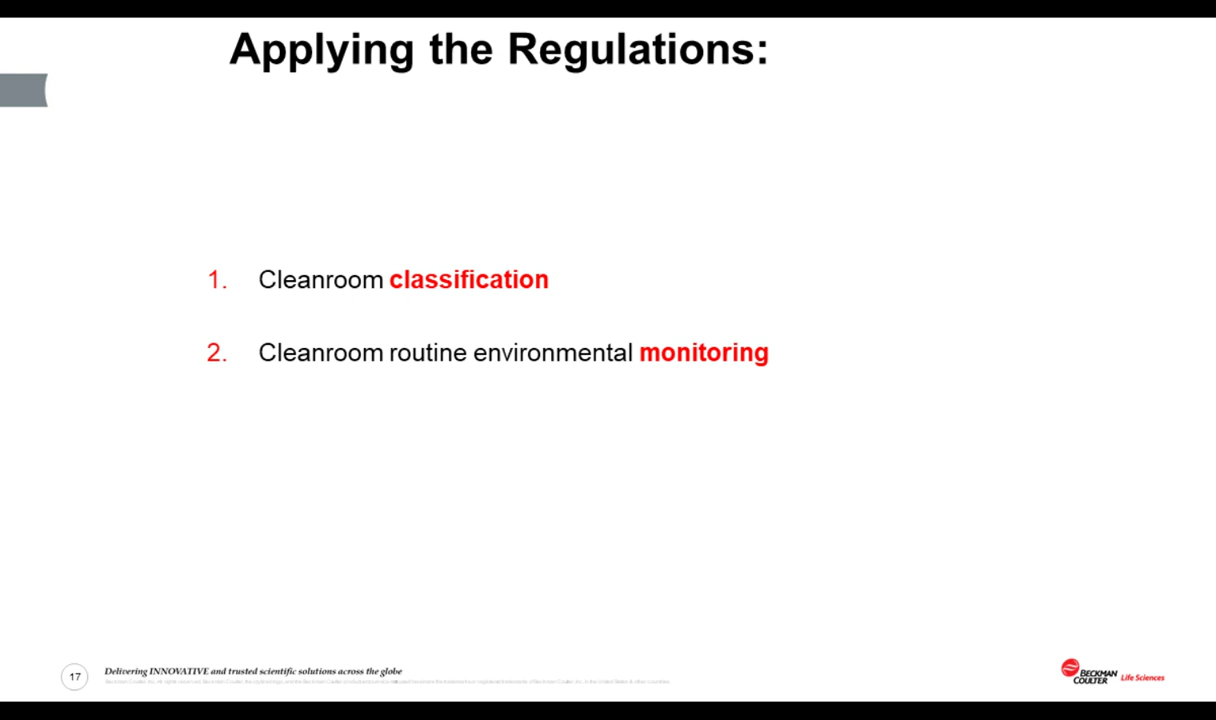 Applying the Regulations:
1. Cleanroom classification
2. Cleanroom routine environmental monitoring
17
Delivering INNOVATIVE and trusted scientific solutions across the globe
BECKMAN
COULTER Life Sciences